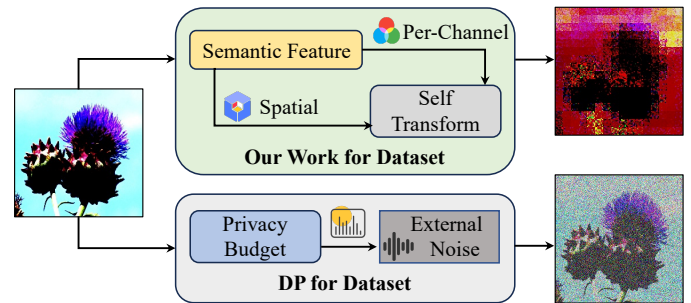 Semantic Feature
Per-Channel
Spatial
Self
Transform
Our Work for Dataset
Privacy
Budget
External
Noise
DP for Dataset